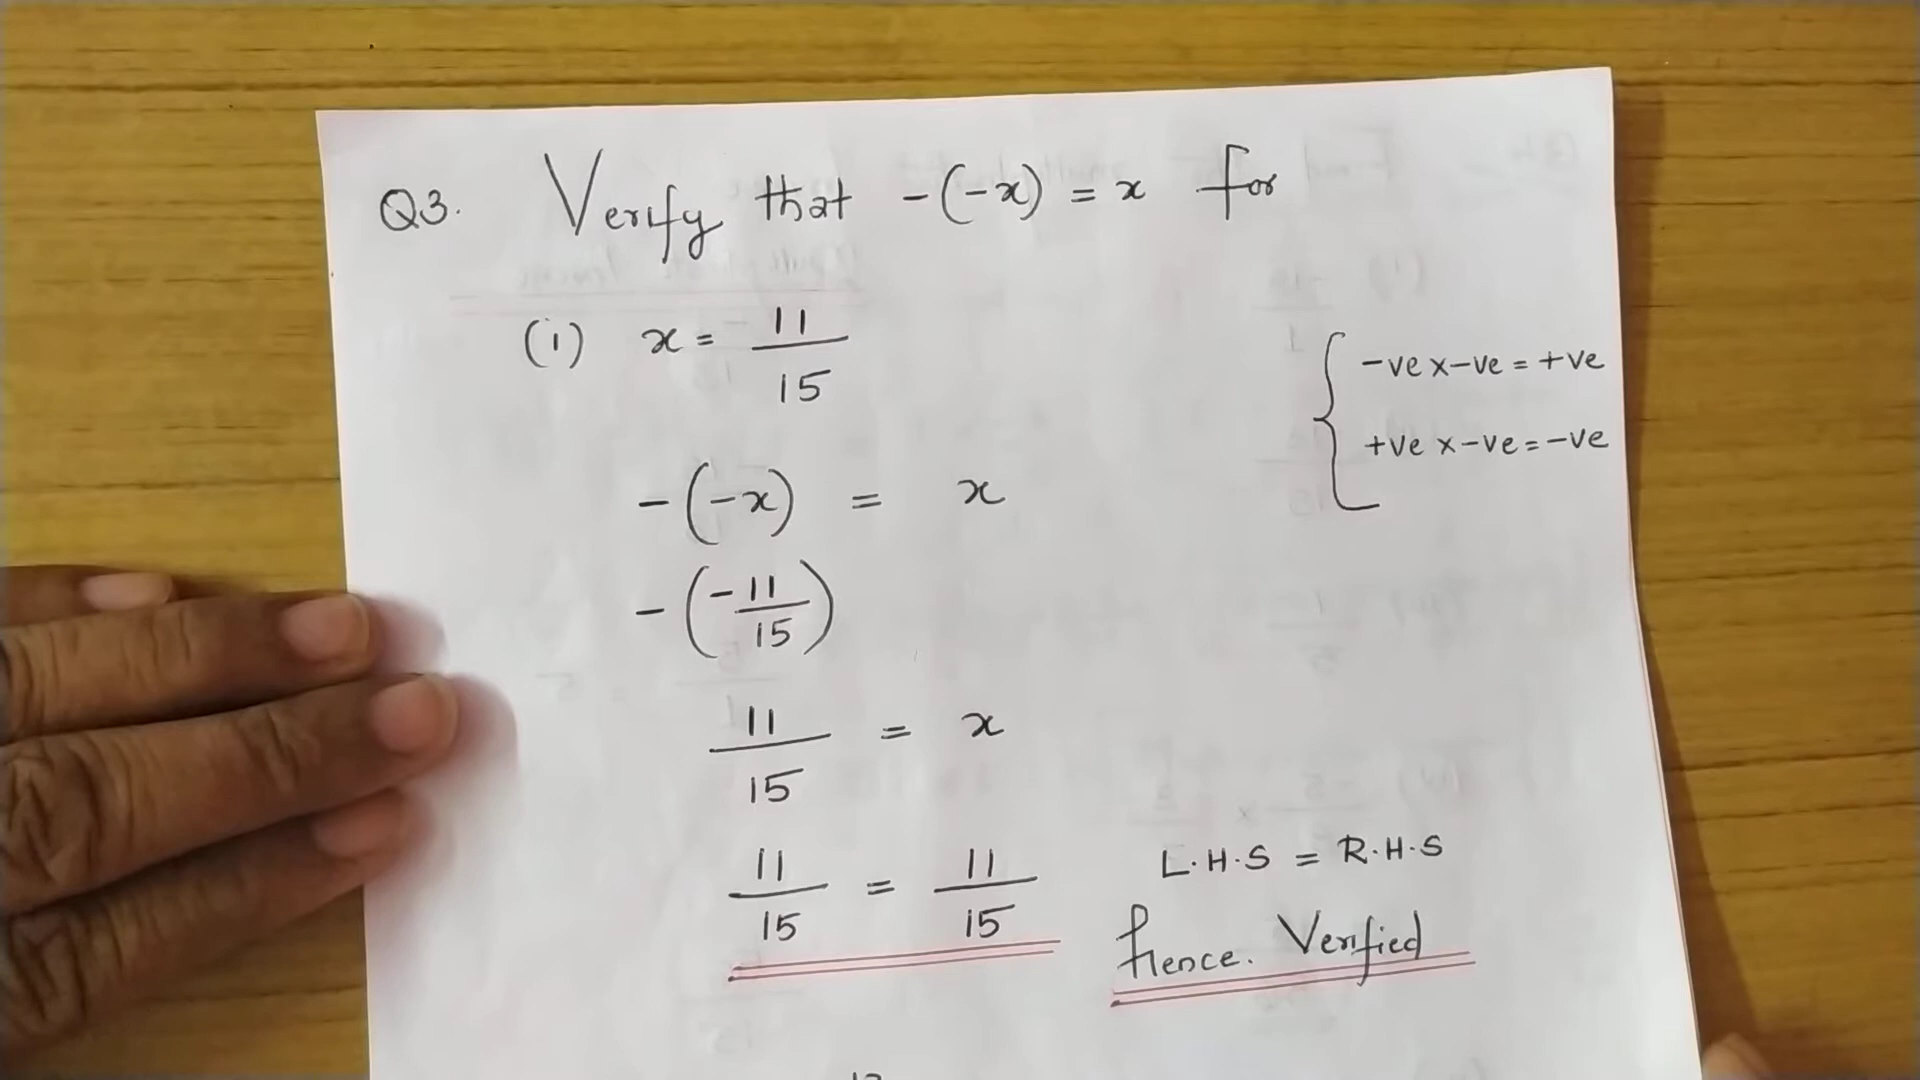 Q3. Verify that -(-x) = x for
(i) x = 11/15
-ve x -ve = +ve
+ve x -ve = -ve
-(-x) = x
-(-11/15)
11/15 = x
11/15 = 11/15
L.H.S = R.H.S
hence. Verified